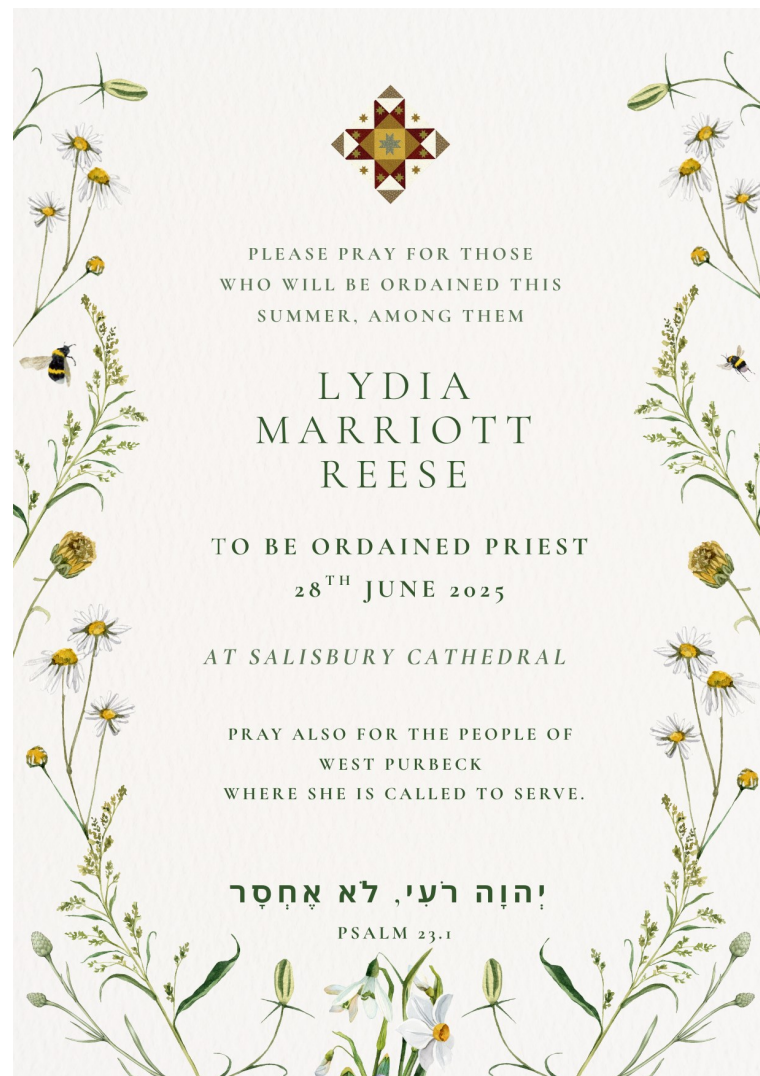 PLEASE PRAY FOR THOSE
WHO WILL BE ORDAINED THIS
SUMMER, AMONG THEM
LYDIA
MARRIOTT
REESE
TO BE ORDAINED PRIEST
28TH JUNE 2025
AT SALISBURY CATHEDRAL
PRAY ALSO FOR THE PEOPLE OF
WEST PURBECK
WHERE SHE IS CALLED TO SERVE.
יְהוָה רֹעִי, לֹא אֶחְסָר
PSALM 23.1